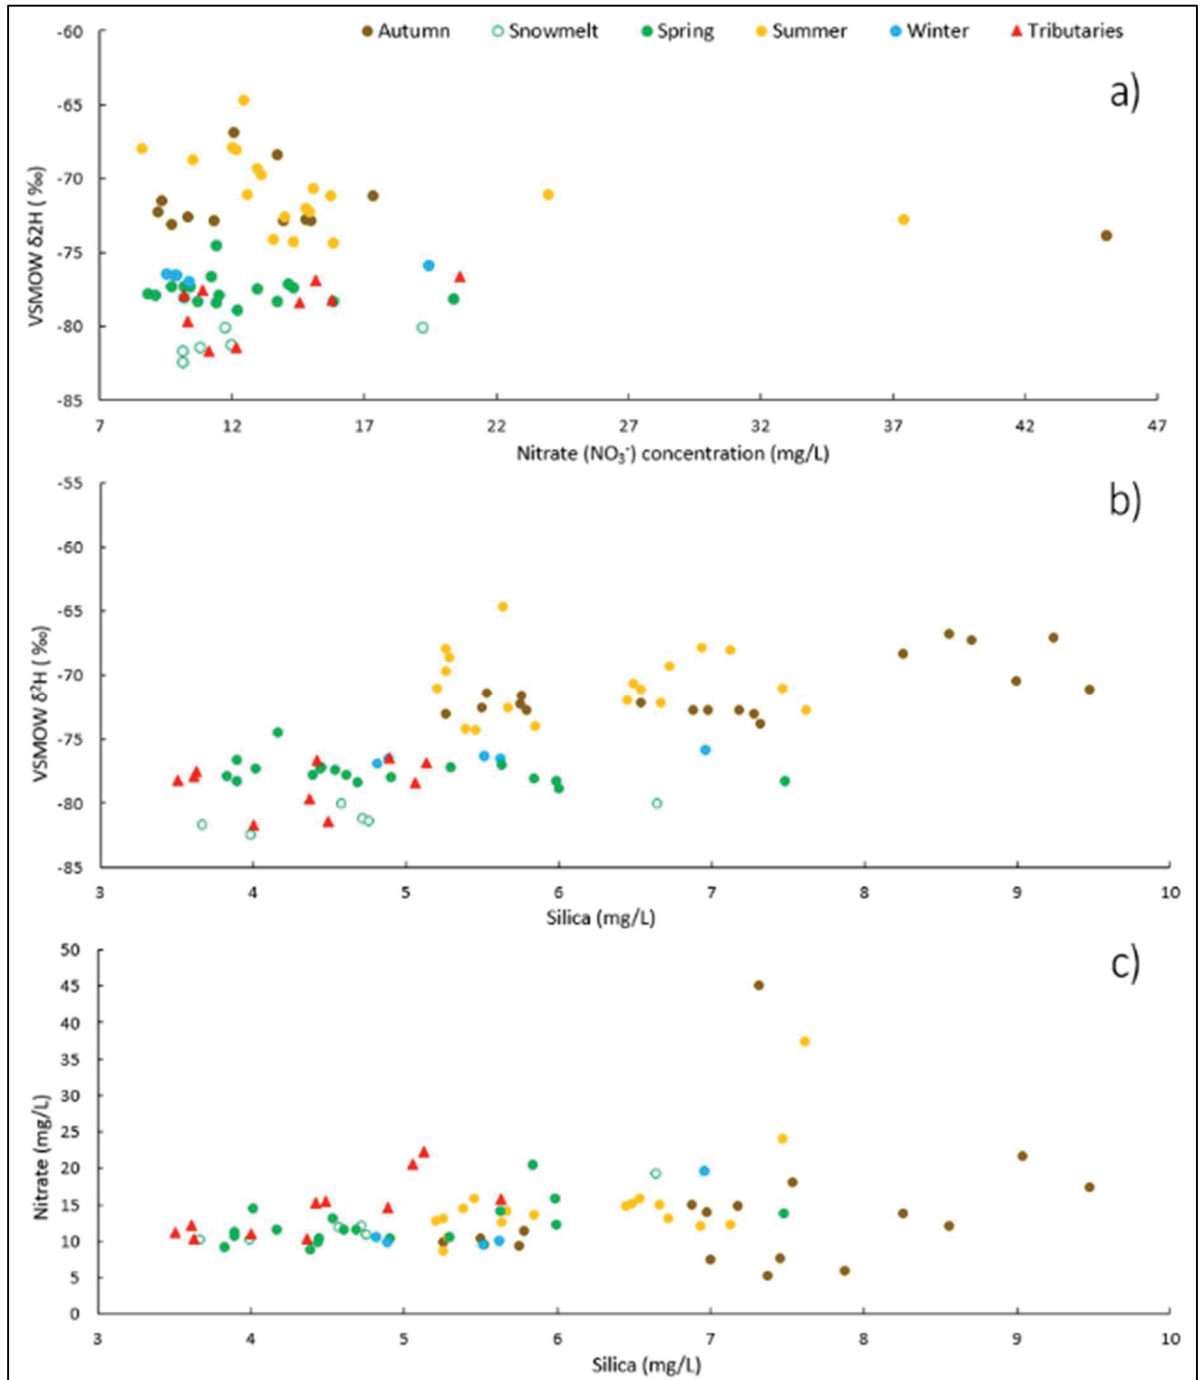 Autumn Snowmelt Spring Summer Winter Tributaries
a)
-60
-65
-70
-75
-80
-85
VSMOW δ2H ( ‰)
7 12 17 22 27 32 37 42 47
Nitrate (NO₃⁻) concentration (mg/L)
b)
-55
-60
-65
-70
-75
-80
-85
VSMOW δ²H ( ‰)
3 4 5 6 7 8 9 10
Silica (mg/L)
c)
50
45
40
35
30
25
20
15
10
5
0
Nitrate (mg/L)
3 4 5 6 7 8 9 10
Silica (mg/L)